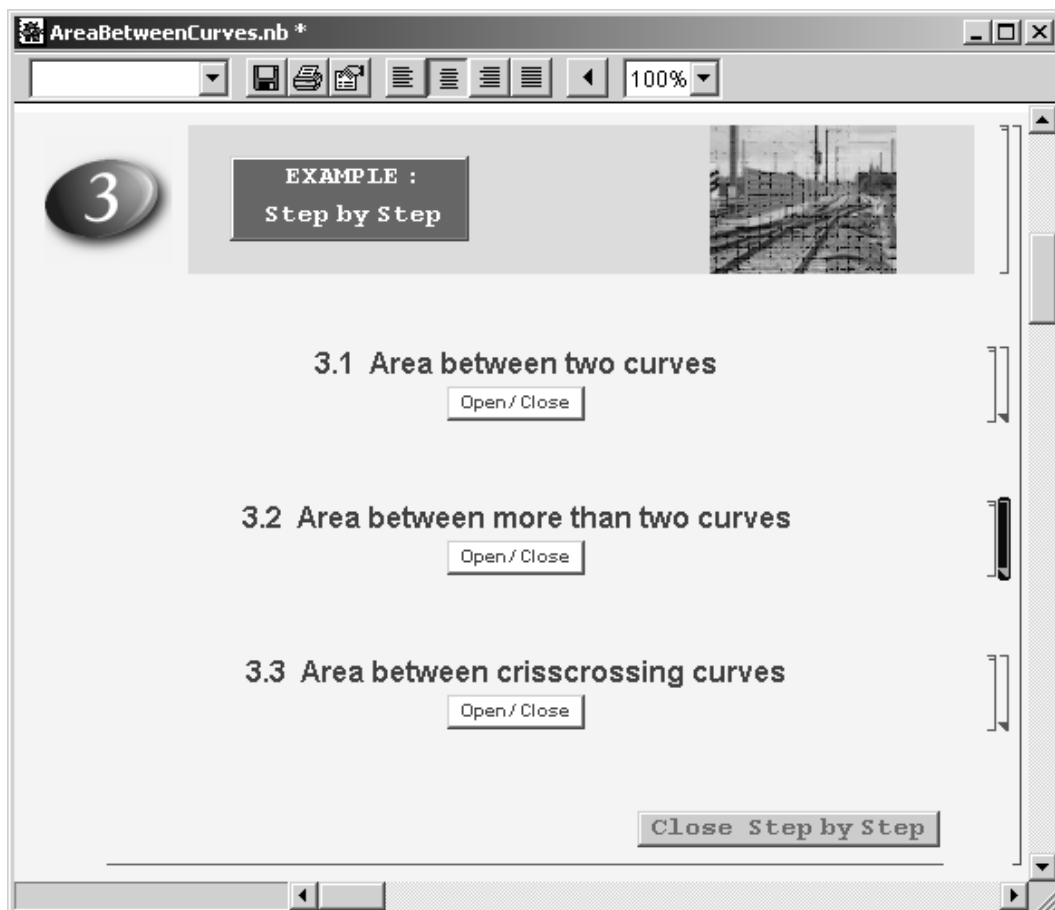 AreaBetweenCurves.nb *
100%
3
EXAMPLE :
Step by Step
3.1 Area between two curves
Open / Close
3.2 Area between more than two curves
Open / Close
3.3 Area between crisscrossing curves
Open / Close
Close Step by Step